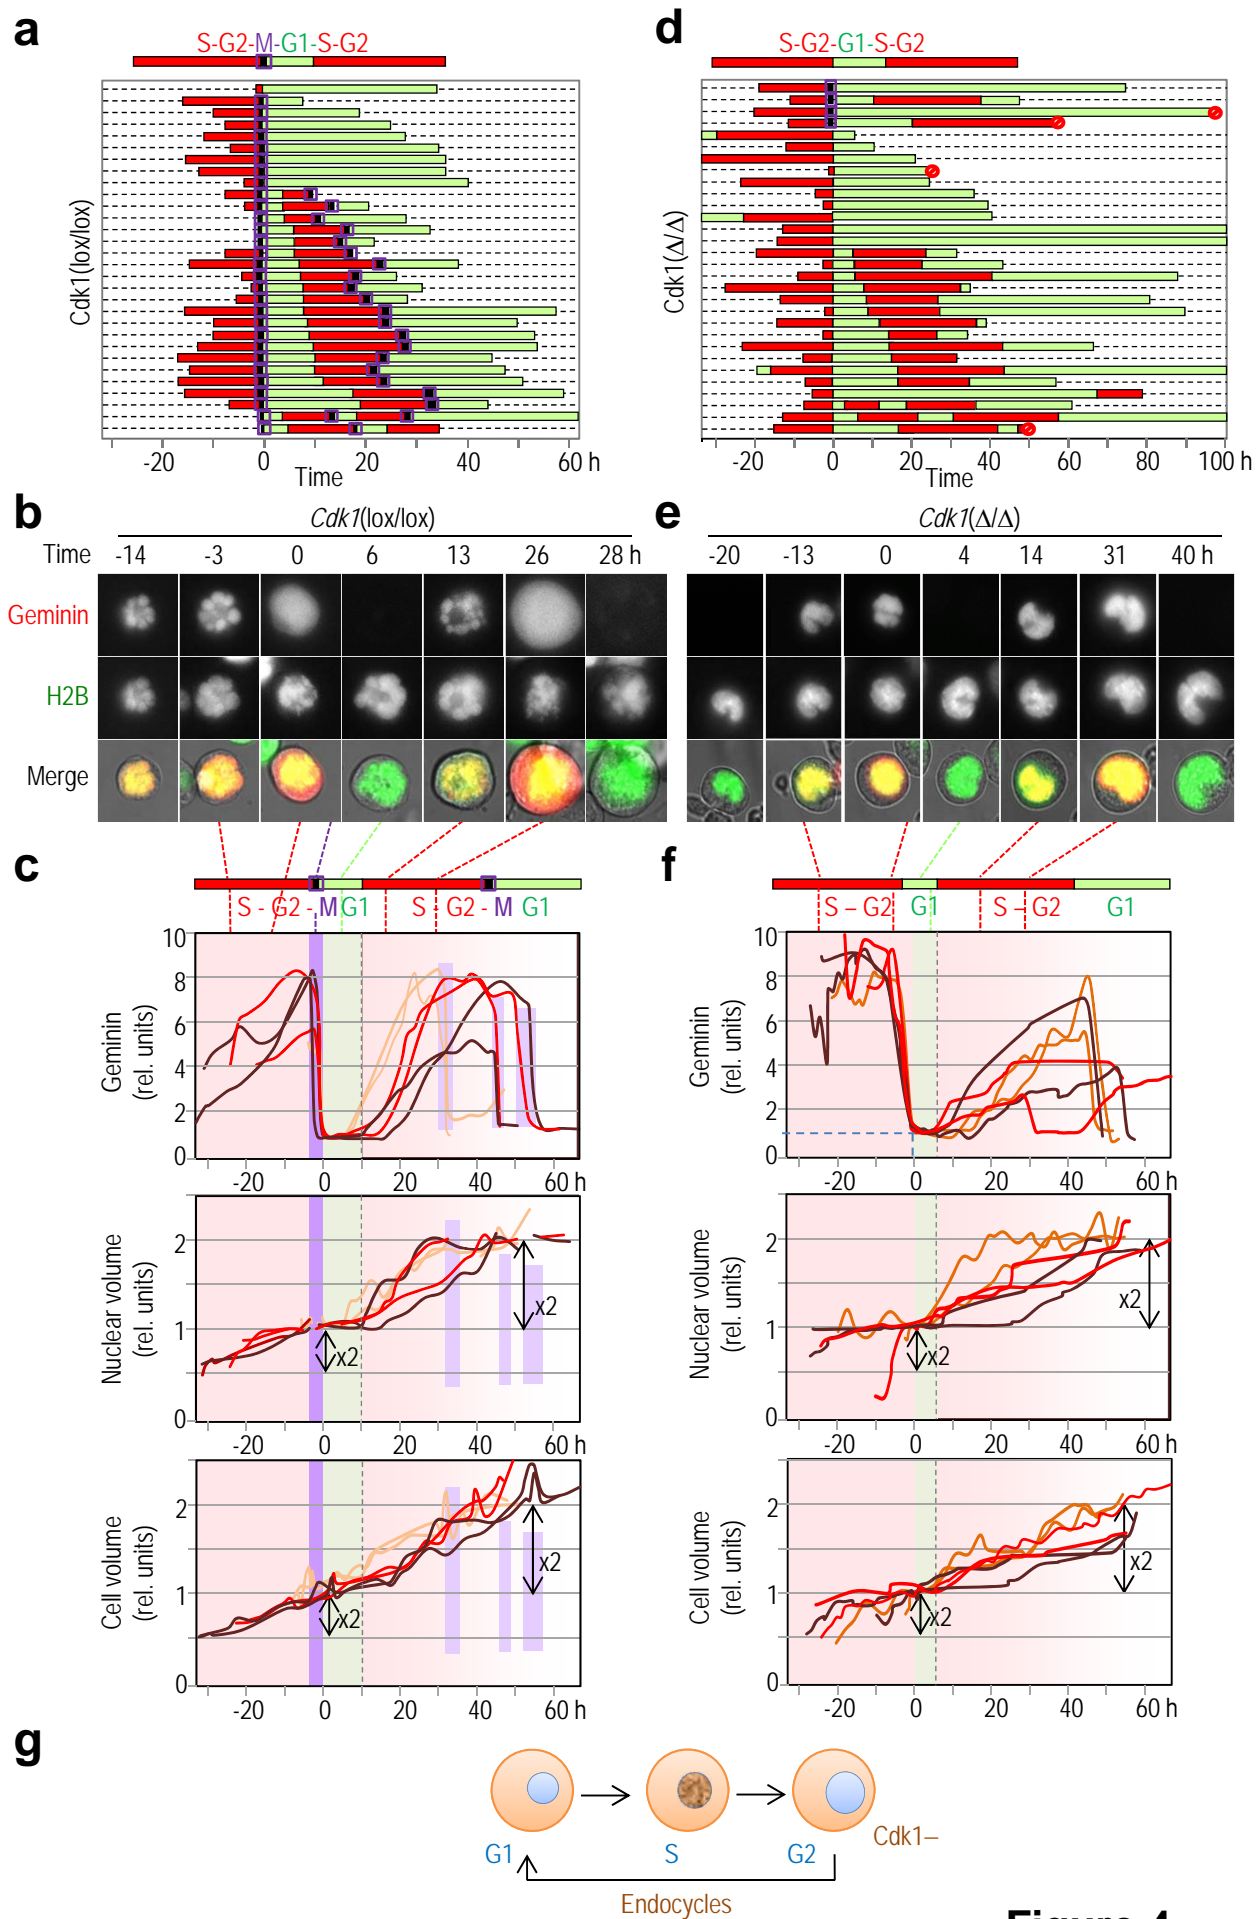 a
S-G2-M-G1-S-G2
Cdk1(lox/lox)
-20 0 20 40 60 h
Time
d
S-G2-G1-S-G2
Cdk1(Δ/Δ)
-20 0 20 40 60 80 100 h
Time
b
Cdk1(lox/lox)
Time -14 -3 0 6 13 26 28 h
Geminin
H2B
Merge
e
Cdk1(Δ/Δ)
-20 -13 0 4 14 31 40 h
c
S - G2 - M G1 S - G2 - M G1
Geminin
(rel. units)
10
8
6
4
2
0
-20 0 20 40 60 h
Nuclear volume
(rel. units)
2
1
0
x2
x2
-20 0 20 40 60 h
Cell volume
(rel. units)
2
1
0
x2
x2
-20 0 20 40 60 h
f
S – G2 G1 S – G2 G1
Geminin
(rel. units)
10
8
6
4
2
0
-20 0 20 40 60 h
Nuclear volume
(rel. units)
2
1
0
x2
x2
-20 0 20 40 60 h
Cell volume
(rel. units)
2
1
0
x2
x2
-20 0 20 40 60 h
g
G1 S G2
Cdk1–
Endocycles
Figure 4